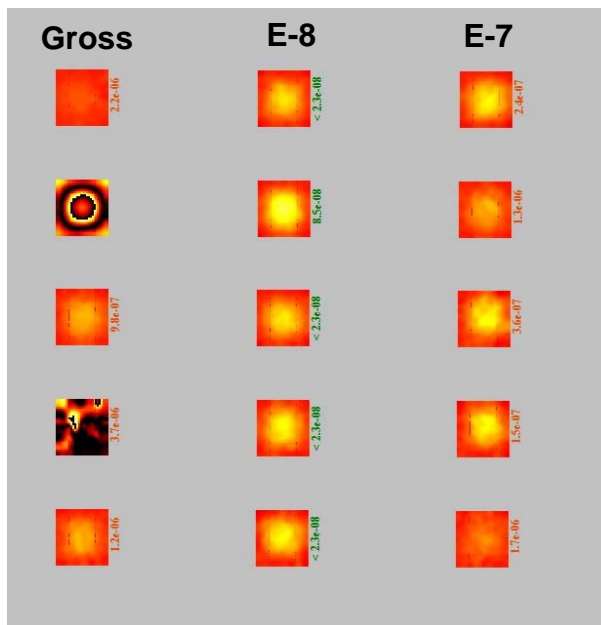 Gross E-8 E-7
2.2e-06 < 2.3e-08 2.4e-07
8.5e-08 1.3e-06
9.8e-07 < 2.3e-08 3.6e-07
3.7e-06 < 2.3e-08 1.5e-07
1.2e-06 < 2.3e-08 1.7e-06